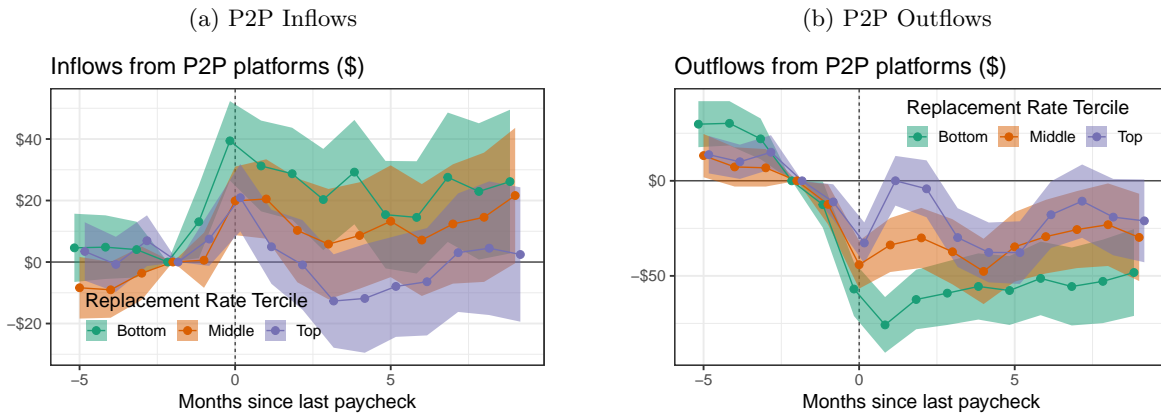 (a) P2P Inflows
Inflows from P2P platforms ($)
$40
$20
$0
−$20
Replacement Rate Tercile
Bottom Middle Top
−5 0 5
Months since last paycheck
(b) P2P Outflows
Outflows from P2P platforms ($)
Replacement Rate Tercile
Bottom Middle Top
$0
−$50
−5 0 5
Months since last paycheck